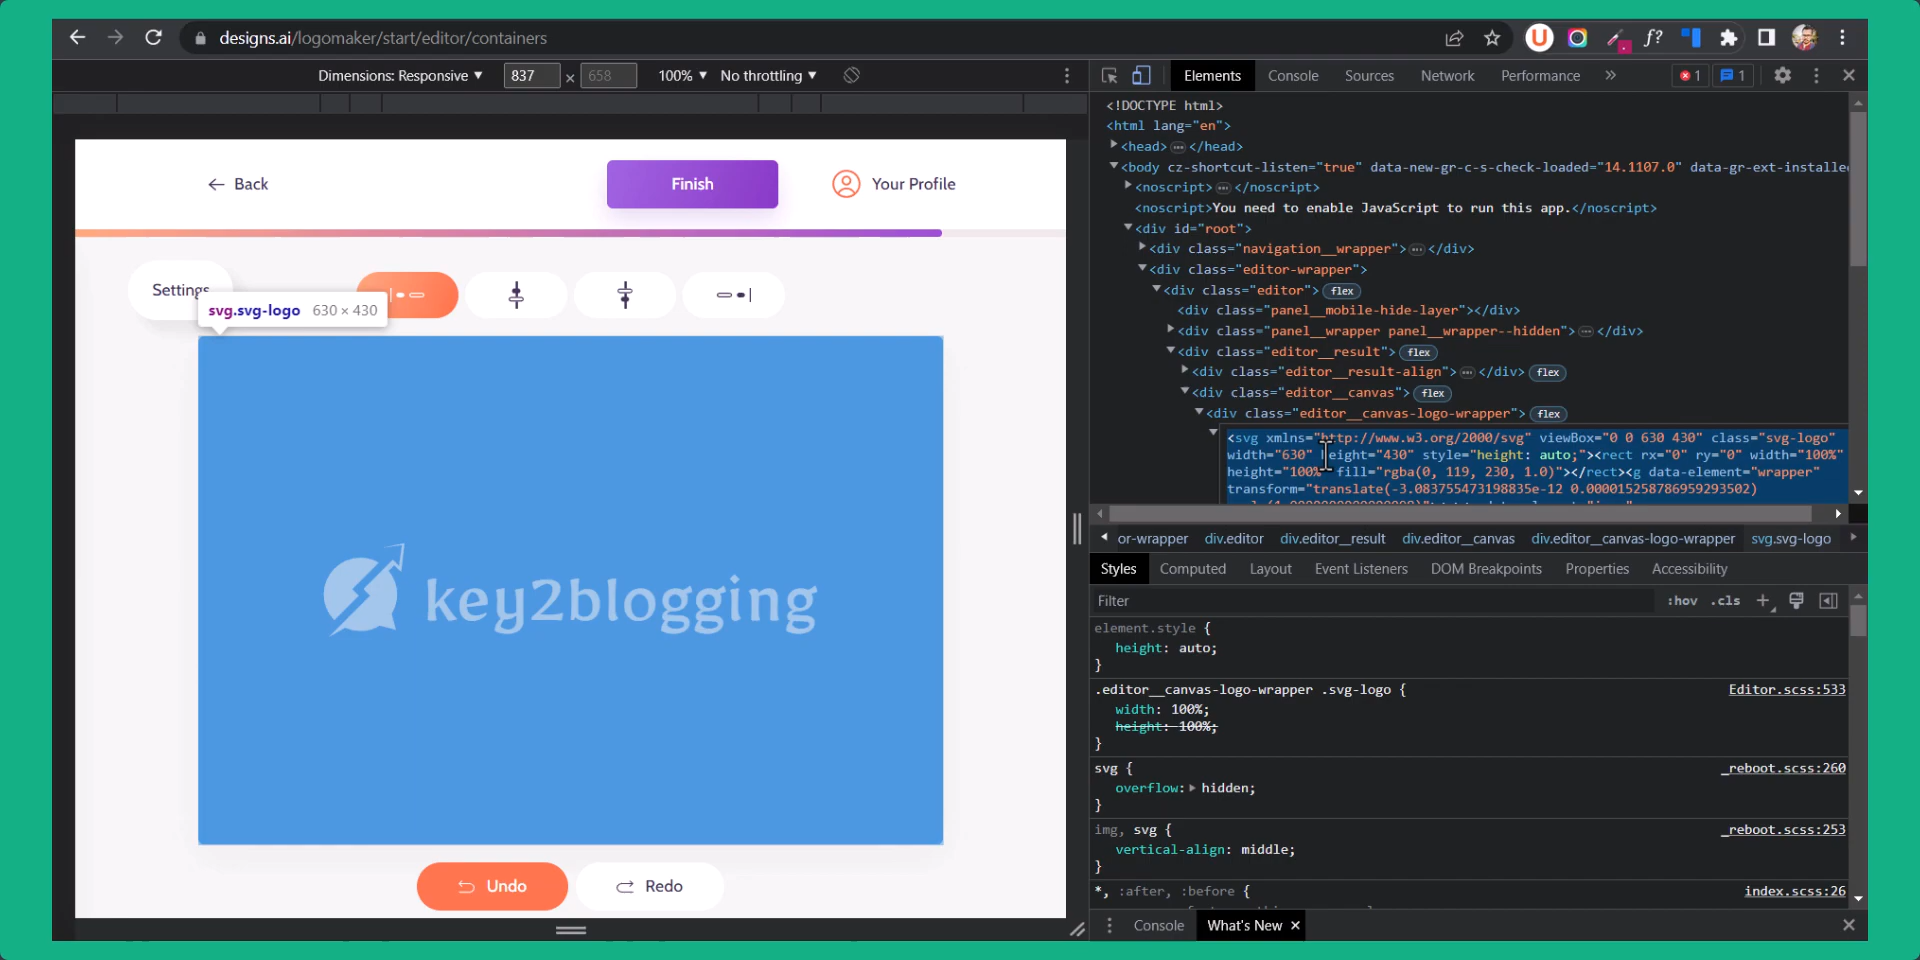 designs.ai/logomaker/start/editor/containers
Dimensions: Responsive 837 × 658 100% No throttling
Elements Console Sources Network Performance 1 1
← Back
Finish
Your Profile
Settings
svg.svg-logo 630 × 430
key2blogging
Undo
Redo
<!DOCTYPE html>
<html lang="en">
<head> … </head>
<body cz-shortcut-listen="true" data-new-gr-c-s-check-loaded="14.1107.0" data-gr-ext-installe
<noscript> … </noscript>
<noscript>You need to enable JavaScript to run this app.</noscript>
<div id="root">
<div class="navigation__wrapper"> … </div>
<div class="editor-wrapper">
<div class="editor"> flex
<div class="panel__mobile-hide-layer"></div>
<div class="panel__wrapper panel__wrapper--hidden"> … </div>
<div class="editor__result"> flex
<div class="editor__result-align"> … </div> flex
<div class="editor__canvas"> flex
<div class="editor__canvas-logo-wrapper"> flex
<svg xmlns="http://www.w3.org/2000/svg" viewBox="0 0 630 430" class="svg-logo"
width="630" height="430" style="height: auto;"><rect rx="0" ry="0" width="100%"
height="100%" fill="rgba(0, 119, 230, 1.0)"></rect><g data-element="wrapper"
transform="translate(-3.083755473198835e-12 0.000015258786959293502)
or-wrapper div.editor div.editor__result div.editor__canvas div.editor__canvas-logo-wrapper svg.svg-logo
Styles Computed Layout Event Listeners DOM Breakpoints Properties Accessibility
Filter :hov .cls
element.style {
height: auto;
}
.editor__canvas-logo-wrapper .svg-logo { Editor.scss:533
width: 100%;
height: 100%;
}
svg { _reboot.scss:260
overflow: hidden;
}
img, svg { _reboot.scss:253
vertical-align: middle;
}
*, :after, :before { index.scss:26
Console What's New